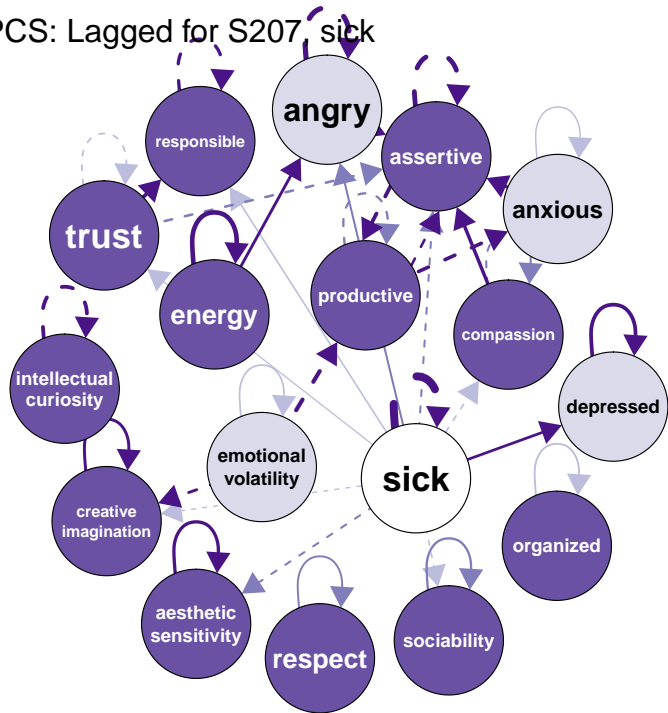 PCS: Lagged for S207, sick
angry
responsible
assertive
anxious
trust
energy
productive
compassion
intellectual
curiosity
depressed
emotional
volatility
sick
creative
imagination
organized
aesthetic
sensitivity
respect
sociability